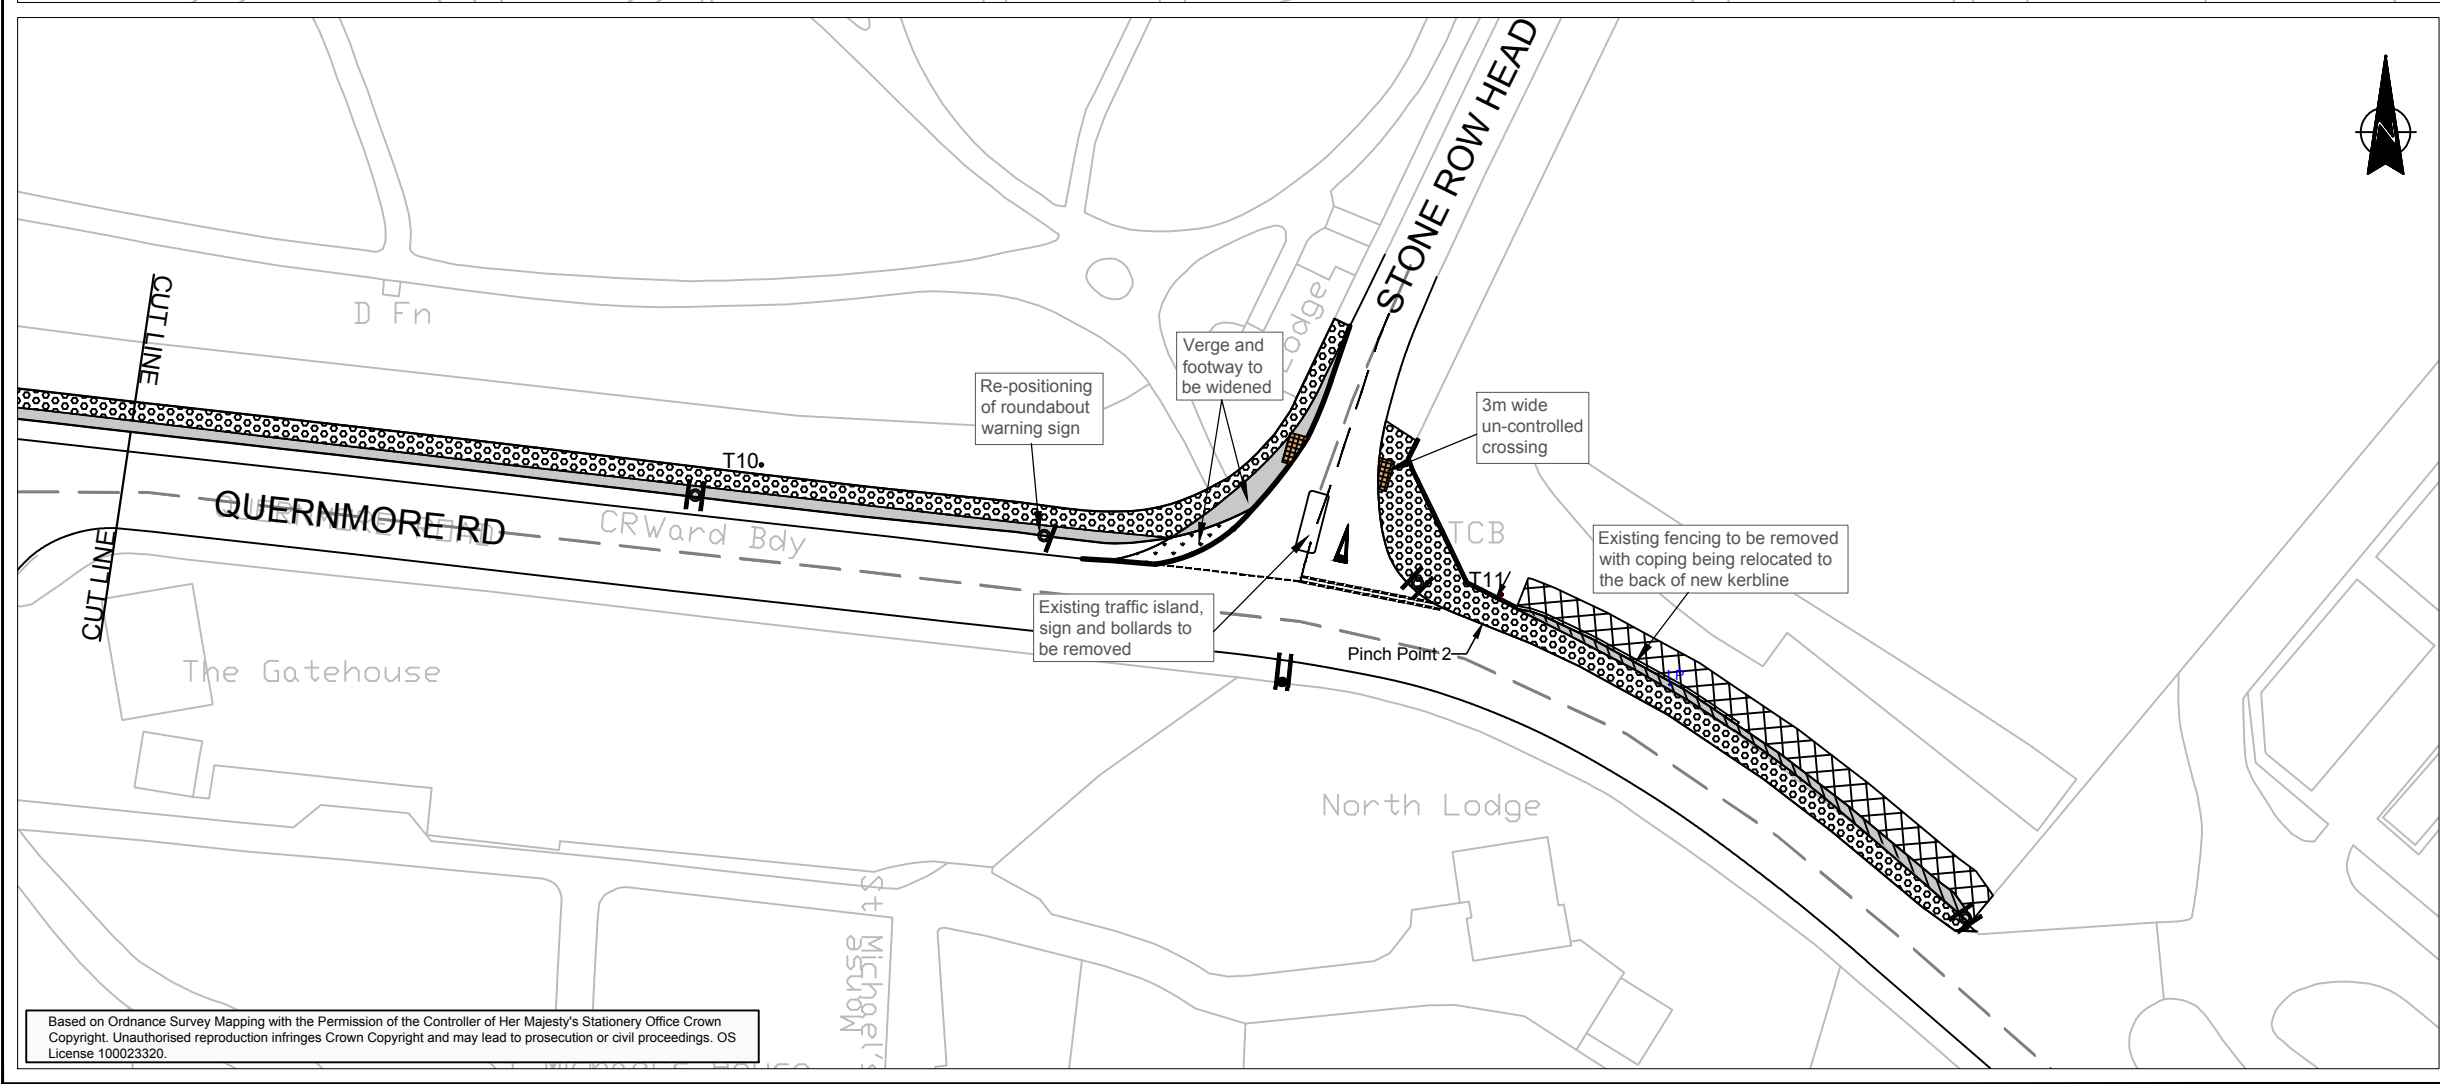 STONE ROW HEAD
N
CUT LINE
D Fn
Lodge
Verge and
footway to
be widened
Re-positioning
of roundabout
warning sign
3m wide
un-controlled
crossing
T10
QUERNMORE RD
CRWard Bdy
TCB
Existing fencing to be removed
with coping being relocated to
the back of new kerbline
CUT LINE
T11
Existing traffic island,
sign and bollards to
be removed
Pinch Point 2
The Gatehouse
LP
North Lodge
St Michael's
House
Based on Ordnance Survey Mapping with the Permission of the Controller of Her Majesty's Stationery Office Crown
Copyright. Unauthorised reproduction infringes Crown Copyright and may lead to prosecution or civil proceedings. OS
License 100023320.